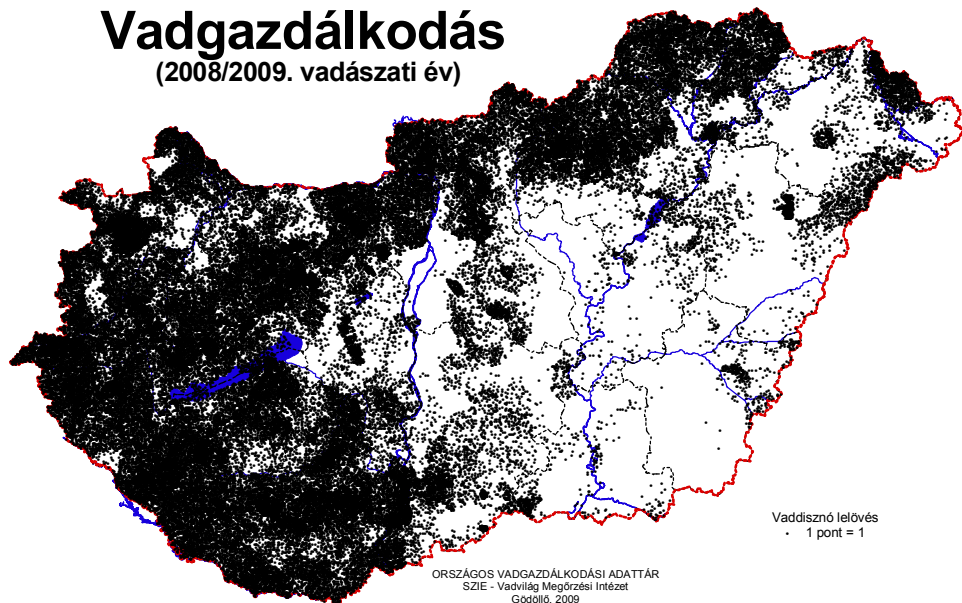 Vadgazdálkodás
(2008/2009. vadászati év)
Vaddisznó lelövés
1 pont = 1
ORSZÁGOS VADGAZDÁLKODÁSI ADATTÁR
SZIE - Vadvilág Megőrzési Intézet
Gödöllő, 2009